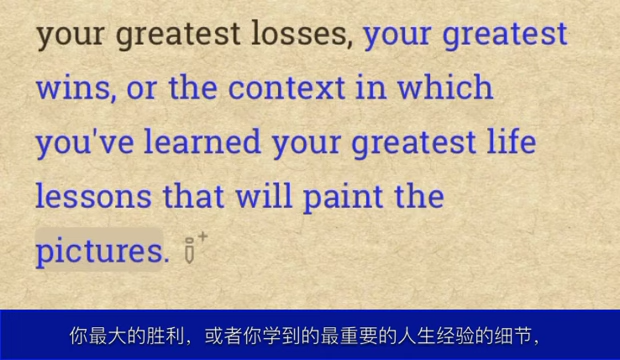 your greatest losses, your greatest
wins, or the context in which
you've learned your greatest life
lessons that will paint the
pictures.
你最大的胜利，或者你学到的最重要的人生经验的细节，